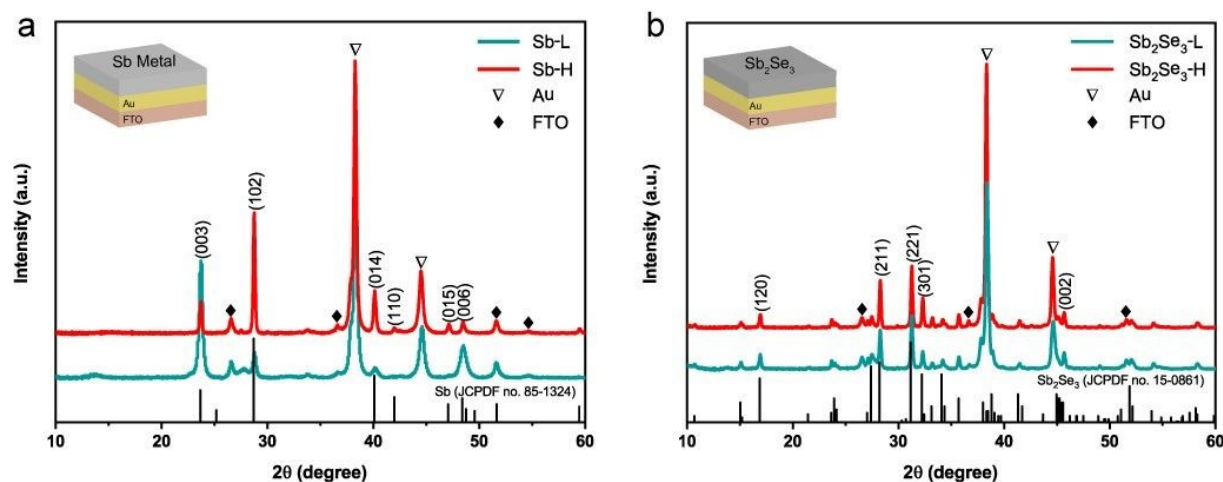 a
Sb Metal
Au
FTO
Sb-L
Sb-H
Au
FTO
Intensity (a.u.)
(003)
(102)
(014)
(110)
(015)
(006)
Sb (JCPDF no. 85-1324)
10
20
30
40
50
60
2θ (degree)
b
Sb₂Se₃
Au
FTO
Sb₂Se₃-L
Sb₂Se₃-H
Au
FTO
Intensity (a.u.)
(120)
(211)
(221)
(301)
(002)
Sb₂Se₃ (JCPDF no. 15-0861)
10
20
30
40
50
60
2θ (degree)